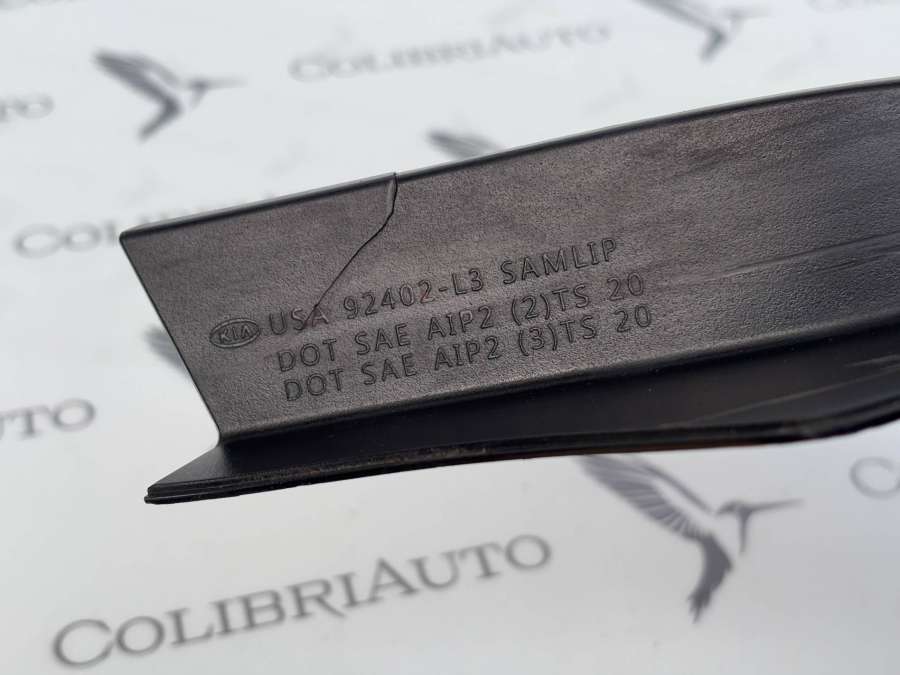 COLIBRIAUTO
COLIBRIAUTO
KIA USA 92402-L3 SAMLIP
DOT SAE AIP2 (2)TS 20
DOT SAE AIP2 (3)TS 20
COLIBRIAUTO